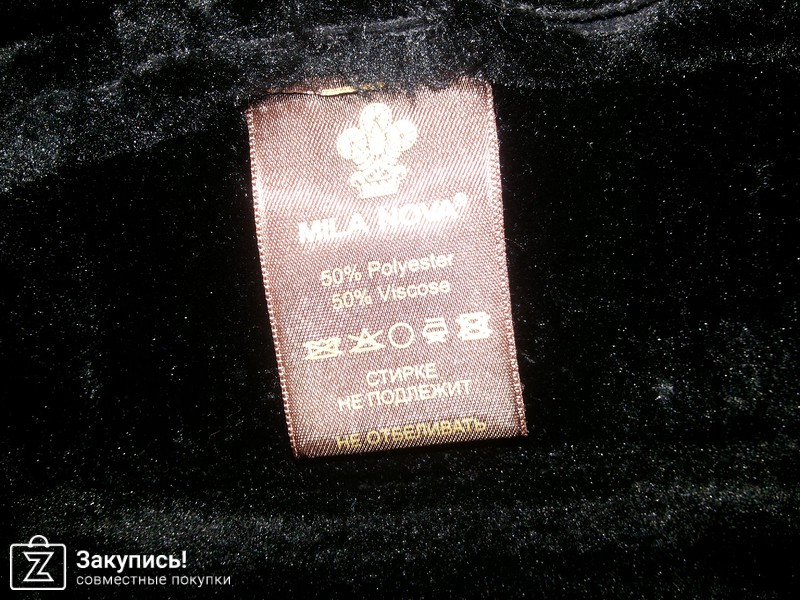 MILA NOVA®
50% Polyester
50% Viscose
СТИРКЕ
НЕ ПОДЛЕЖИТ
НЕ ОТБЕЛИВАТЬ
Закупись!
совместные покупки